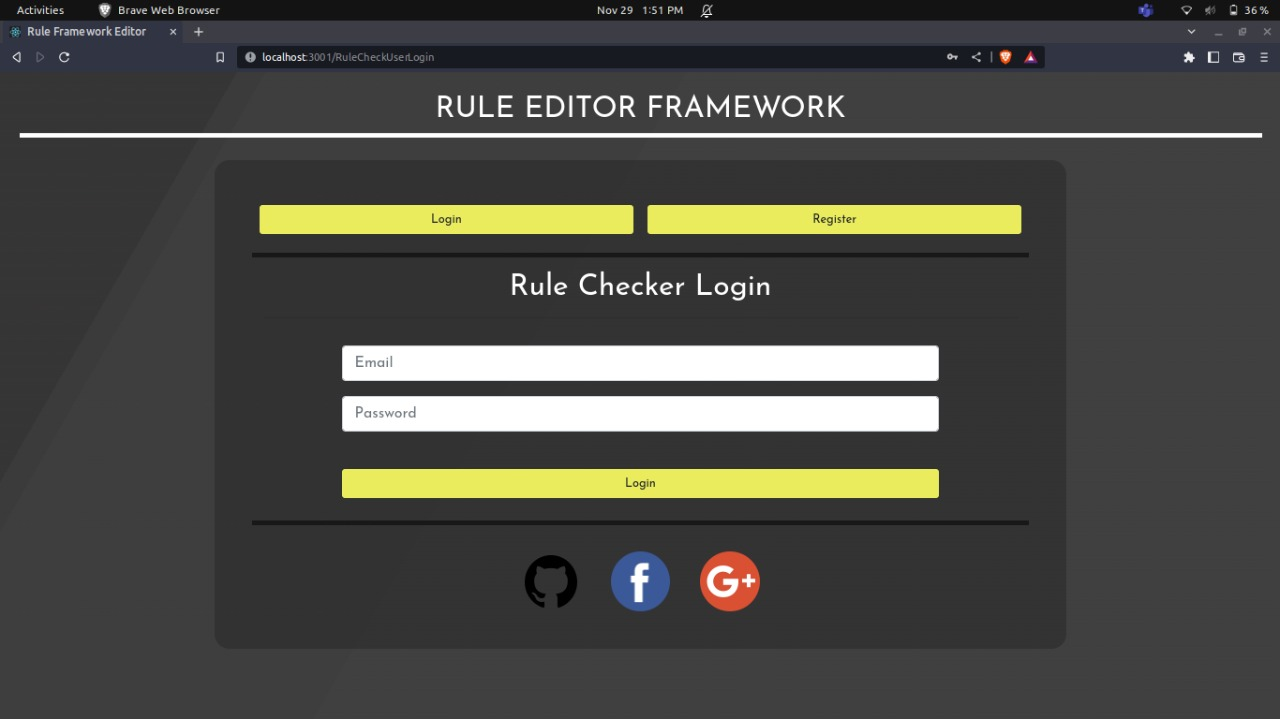 Activities Brave Web Browser Nov 29 1:51 PM 36 %
Rule Framework Editor
localhost:3001/RuleCheckUserLogin
RULE EDITOR FRAMEWORK
Login Register
Rule Checker Login
Email
Password
Login
f G+